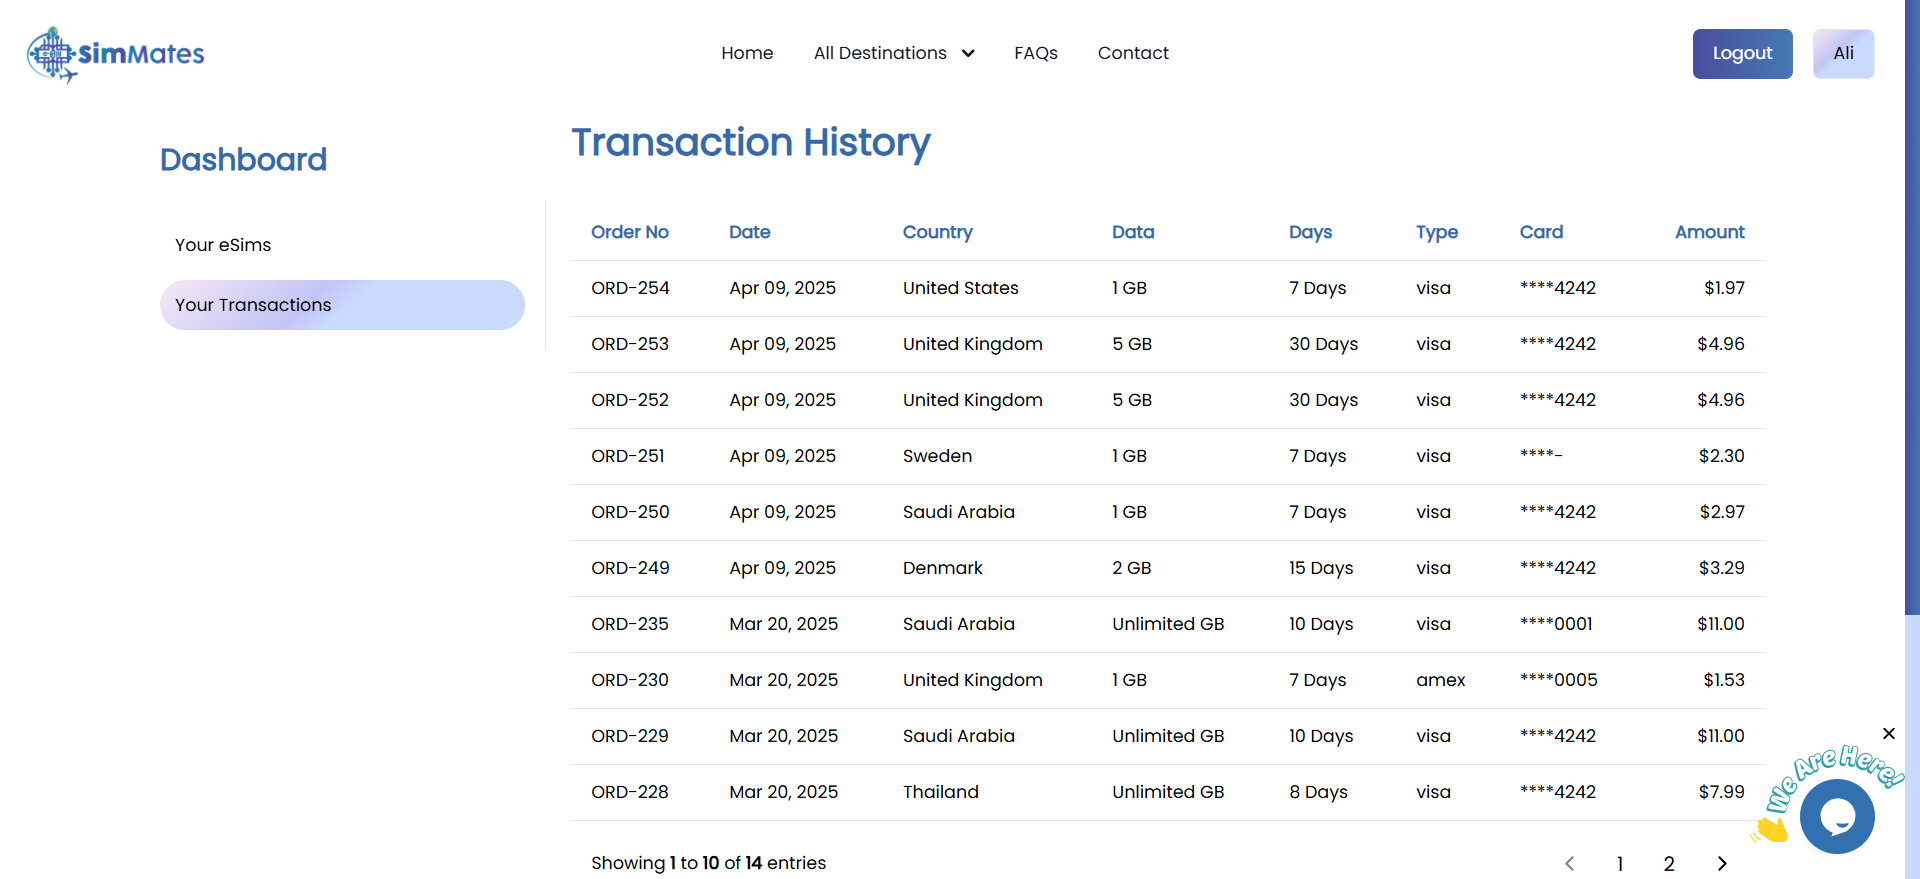 simMates
Home All Destinations FAQs Contact
Logout Ali
Dashboard
Your eSims
Your Transactions
Transaction History
Order No Date Country Data Days Type Card Amount
ORD-254 Apr 09, 2025 United States 1 GB 7 Days visa ****4242 $1.97
ORD-253 Apr 09, 2025 United Kingdom 5 GB 30 Days visa ****4242 $4.96
ORD-252 Apr 09, 2025 United Kingdom 5 GB 30 Days visa ****4242 $4.96
ORD-251 Apr 09, 2025 Sweden 1 GB 7 Days visa ****- $2.30
ORD-250 Apr 09, 2025 Saudi Arabia 1 GB 7 Days visa ****4242 $2.97
ORD-249 Apr 09, 2025 Denmark 2 GB 15 Days visa ****4242 $3.29
ORD-235 Mar 20, 2025 Saudi Arabia Unlimited GB 10 Days visa ****0001 $11.00
ORD-230 Mar 20, 2025 United Kingdom 1 GB 7 Days amex ****0005 $1.53
ORD-229 Mar 20, 2025 Saudi Arabia Unlimited GB 10 Days visa ****4242 $11.00
ORD-228 Mar 20, 2025 Thailand Unlimited GB 8 Days visa ****4242 $7.99
Showing 1 to 10 of 14 entries
1 2
We Are Here!